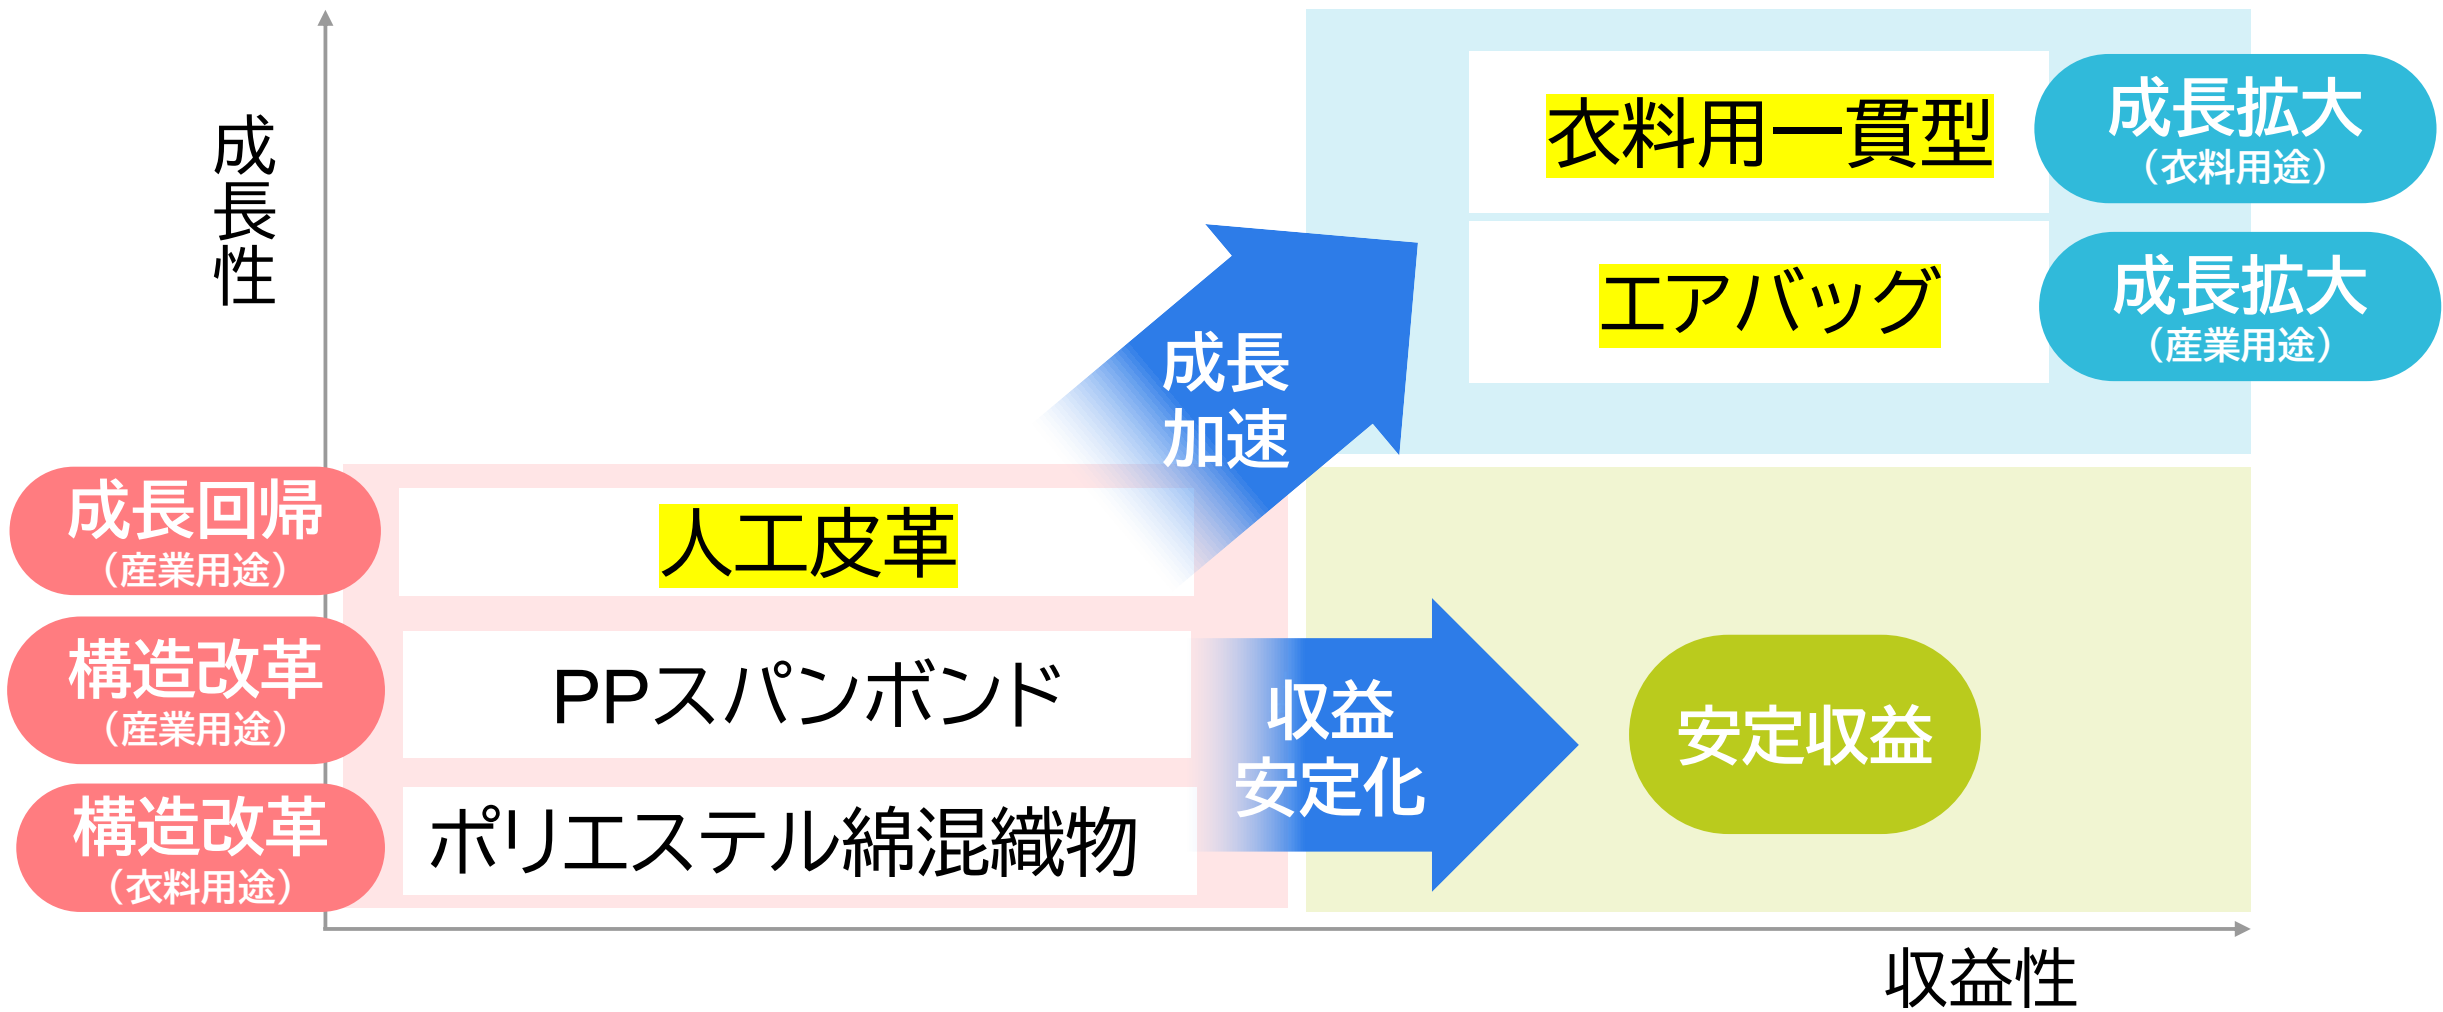 成長性
衣料用一貫型
成長拡大
（衣料用途）
エアバッグ
成長拡大
（産業用途）
成長
加速
成長回帰
（産業用途）
人工皮革
構造改革
（産業用途）
PPスパンボンド
収益
安定化
安定収益
構造改革
（衣料用途）
ポリエステル綿混織物
収益性